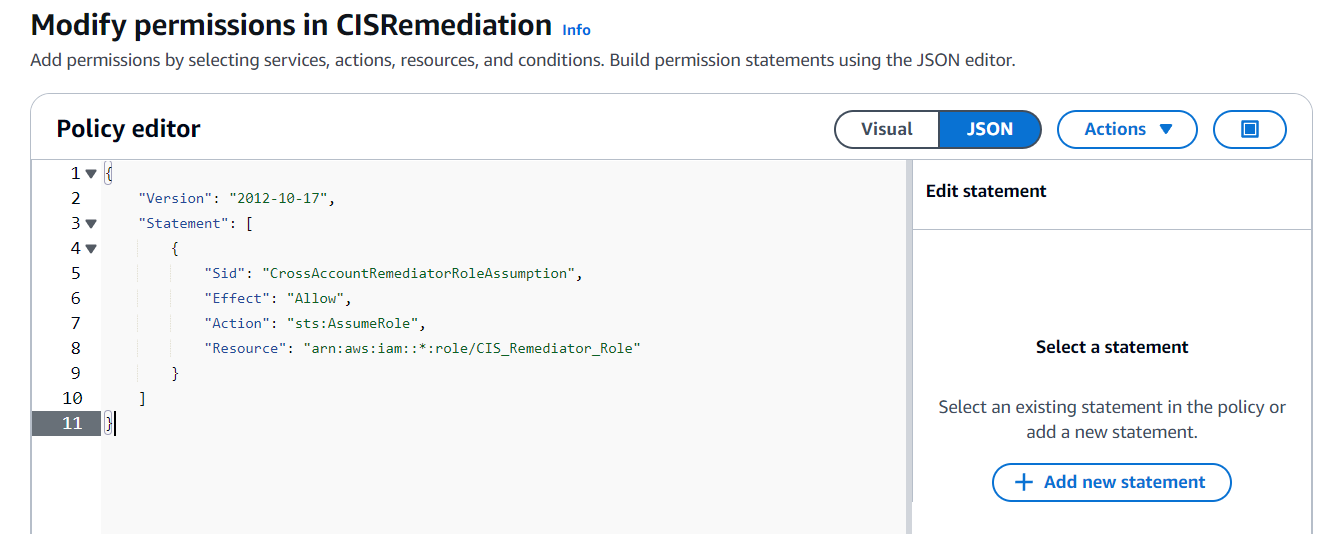 Modify permissions in CISRemediation Info
Add permissions by selecting services, actions, resources, and conditions. Build permission statements using the JSON editor.
Policy editor
Visual
JSON
Actions
1 {
2 "Version": "2012-10-17",
3 "Statement": [
4 {
5 "Sid": "CrossAccountRemediatorRoleAssumption",
6 "Effect": "Allow",
7 "Action": "sts:AssumeRole",
8 "Resource": "arn:aws:iam::*:role/CIS_Remediator_Role"
9 }
10 ]
11 }
Edit statement
Select a statement
Select an existing statement in the policy or
add a new statement.
+ Add new statement